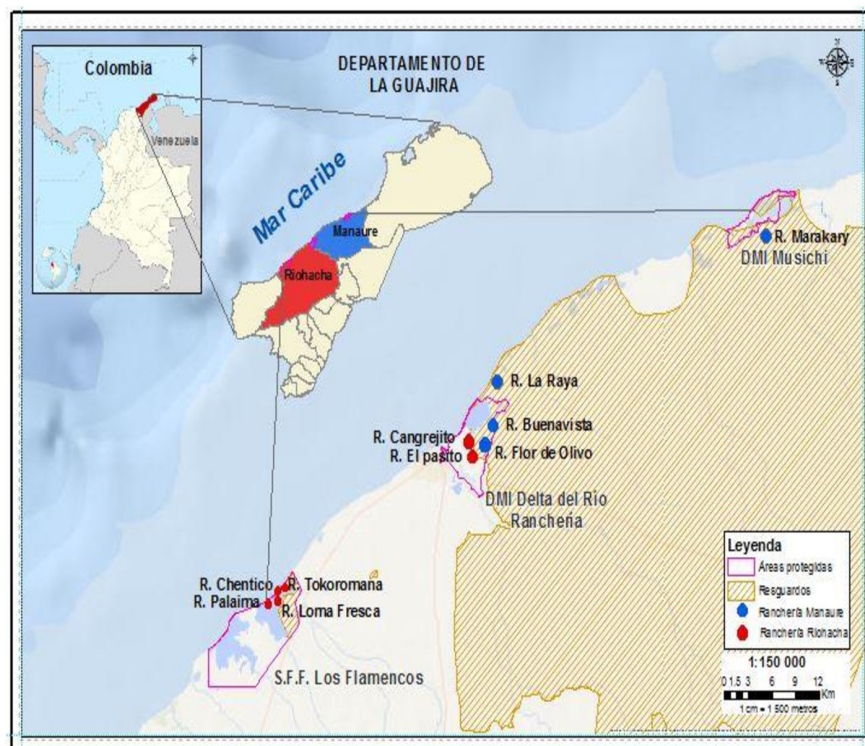 Colombia
Venezuela
DEPARTAMENTO DE
LA GUAJIRA
N
Mar Caribe
Manaure
Riohacha
R. Marakary
DMI Musichi
R. La Raya
R. Buenavista
R. Cangrejito
R. Flor de Olivo
R. El pasito
DMI Delta del Río
Ranchería
R. Chentico
R. Tokoromana
R. Palaima
R. Loma Fresca
S.F.F. Los Flamencos
Leyenda
Áreas protegidas
Resguardos
Ranchería Manaure
Ranchería Riohacha
1:150 000
0 1.5 3 6 9 12
Km
1 cm = 1 500 metros